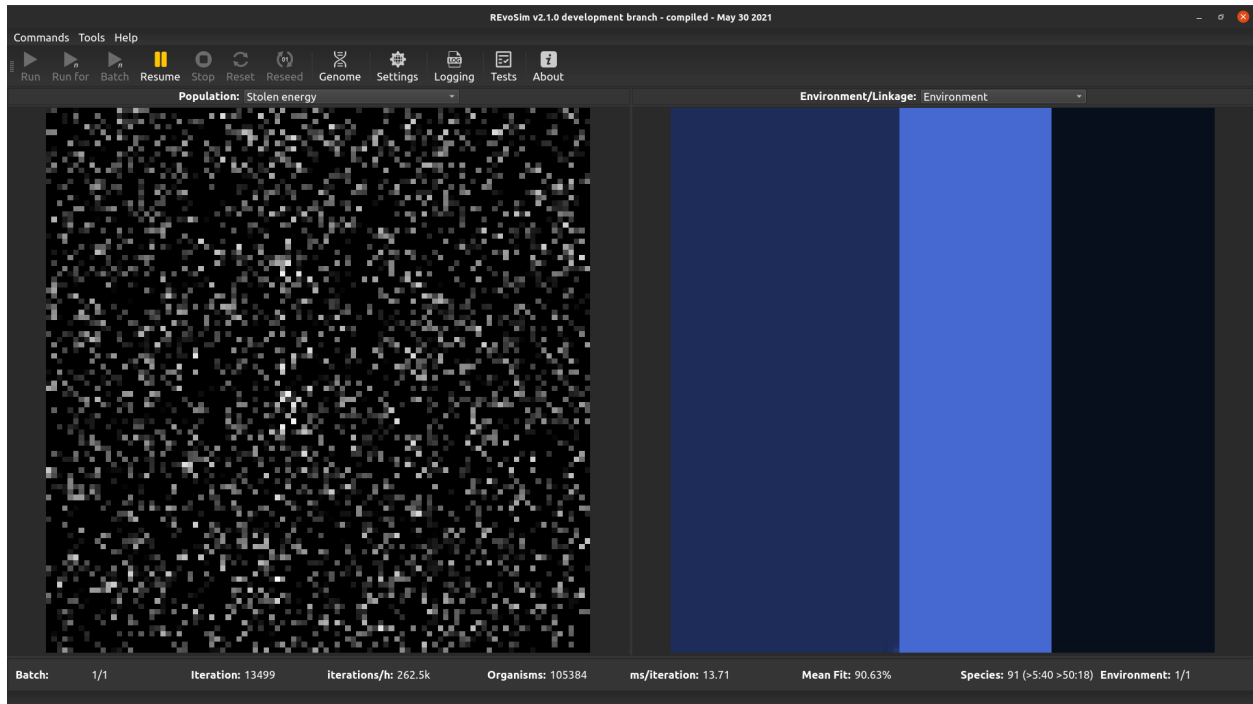 REvoSim v2.1.0 development branch - compiled - May 30 2021
Commands Tools Help
Run Run for Batch Resume Stop Reset Reseed Genome Settings Logging Tests About
Population: Stolen energy
Environment/Linkage: Environment
Batch: 1/1 Iteration: 13499 iterations/h: 262.5k Organisms: 105384 ms/iteration: 13.71 Mean Fit: 90.63% Species: 91 (>5:40 >50:18) Environment: 1/1